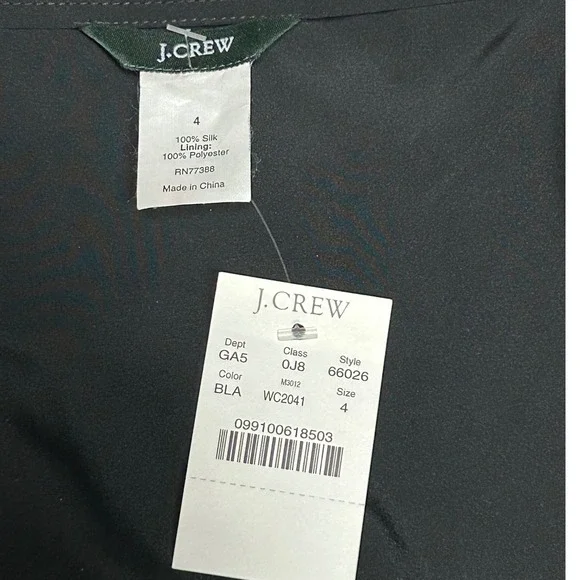 J.CREW
4
100% Silk
Lining:
100% Polyester
RN77388
Made in China
J.CREW
Dept Class Style
GA5 0J8 66026
Color M3012 Size
BLA WC2041 4
099100618503